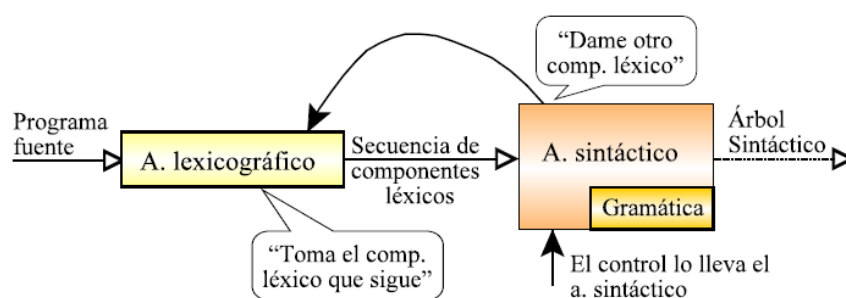 “Dame otro
comp. léxico”
Programa
fuente
A. lexicográfico
Secuencia de
componentes
léxicos
A. sintáctico
Gramática
Árbol
Sintáctico
“Toma el comp.
léxico que sigue”
El control lo lleva el
a. sintáctico